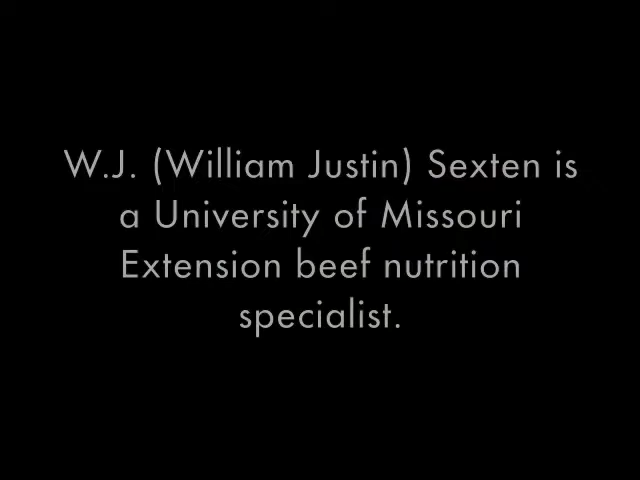 W.J. (William Justin) Sexten is
a University of Missouri
Extension beef nutrition
specialist.